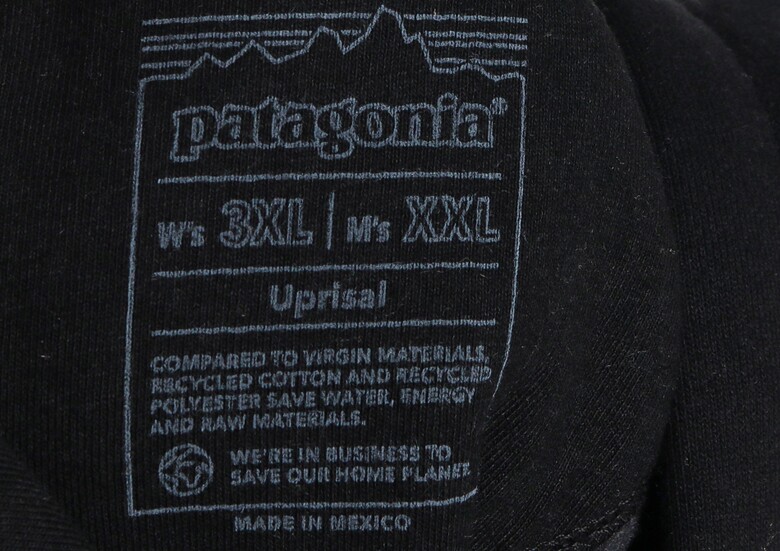 patagonia®
W's 3XL | M's XXL
Uprisal
COMPARED TO VIRGIN MATERIALS,
RECYCLED COTTON AND RECYCLED
POLYESTER SAVE WATER, ENERGY
AND RAW MATERIALS.
WE'RE IN BUSINESS TO
SAVE OUR HOME PLANET
MADE IN MEXICO